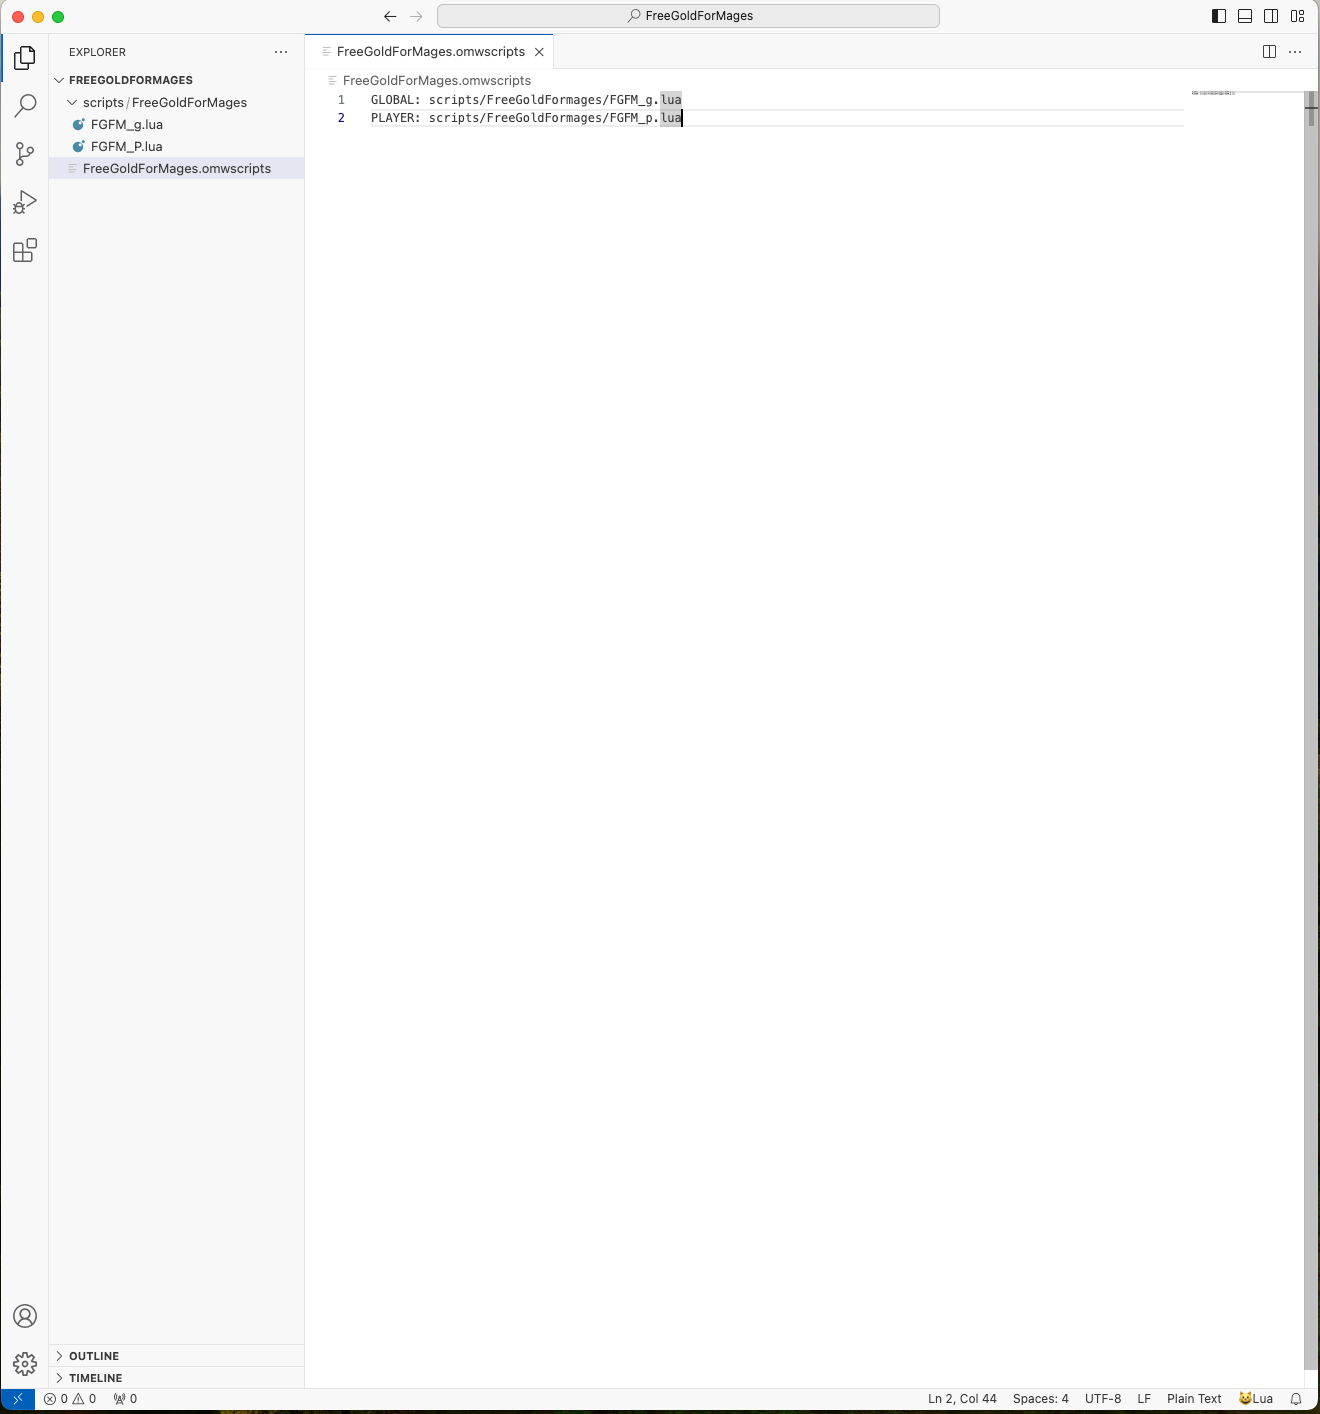 FreeGoldForMages
EXPLORER
FREEGOLDFORMAGES
scripts / FreeGoldForMages
FGFM_g.lua
FGFM_P.lua
FreeGoldForMages.omwscripts
FreeGoldForMages.omwscripts
FreeGoldForMages.omwscripts
1 GLOBAL: scripts/FreeGoldFormages/FGFM_g.lua
2 PLAYER: scripts/FreeGoldFormages/FGFM_p.lua
OUTLINE
TIMELINE
0 0 0 Ln 2, Col 44 Spaces: 4 UTF-8 LF Plain Text 😺Lua